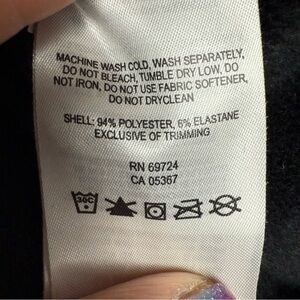 MACHINE WASH COLD, WASH SEPARATELY,
DO NOT BLEACH, TUMBLE DRY LOW, DO
NOT IRON, DO NOT USE FABRIC SOFTENER,
DO NOT DRYCLEAN
SHELL: 94% POLYESTER, 6% ELASTANE
EXCLUSIVE OF TRIMMING
RN 69724
CA 05367
30C